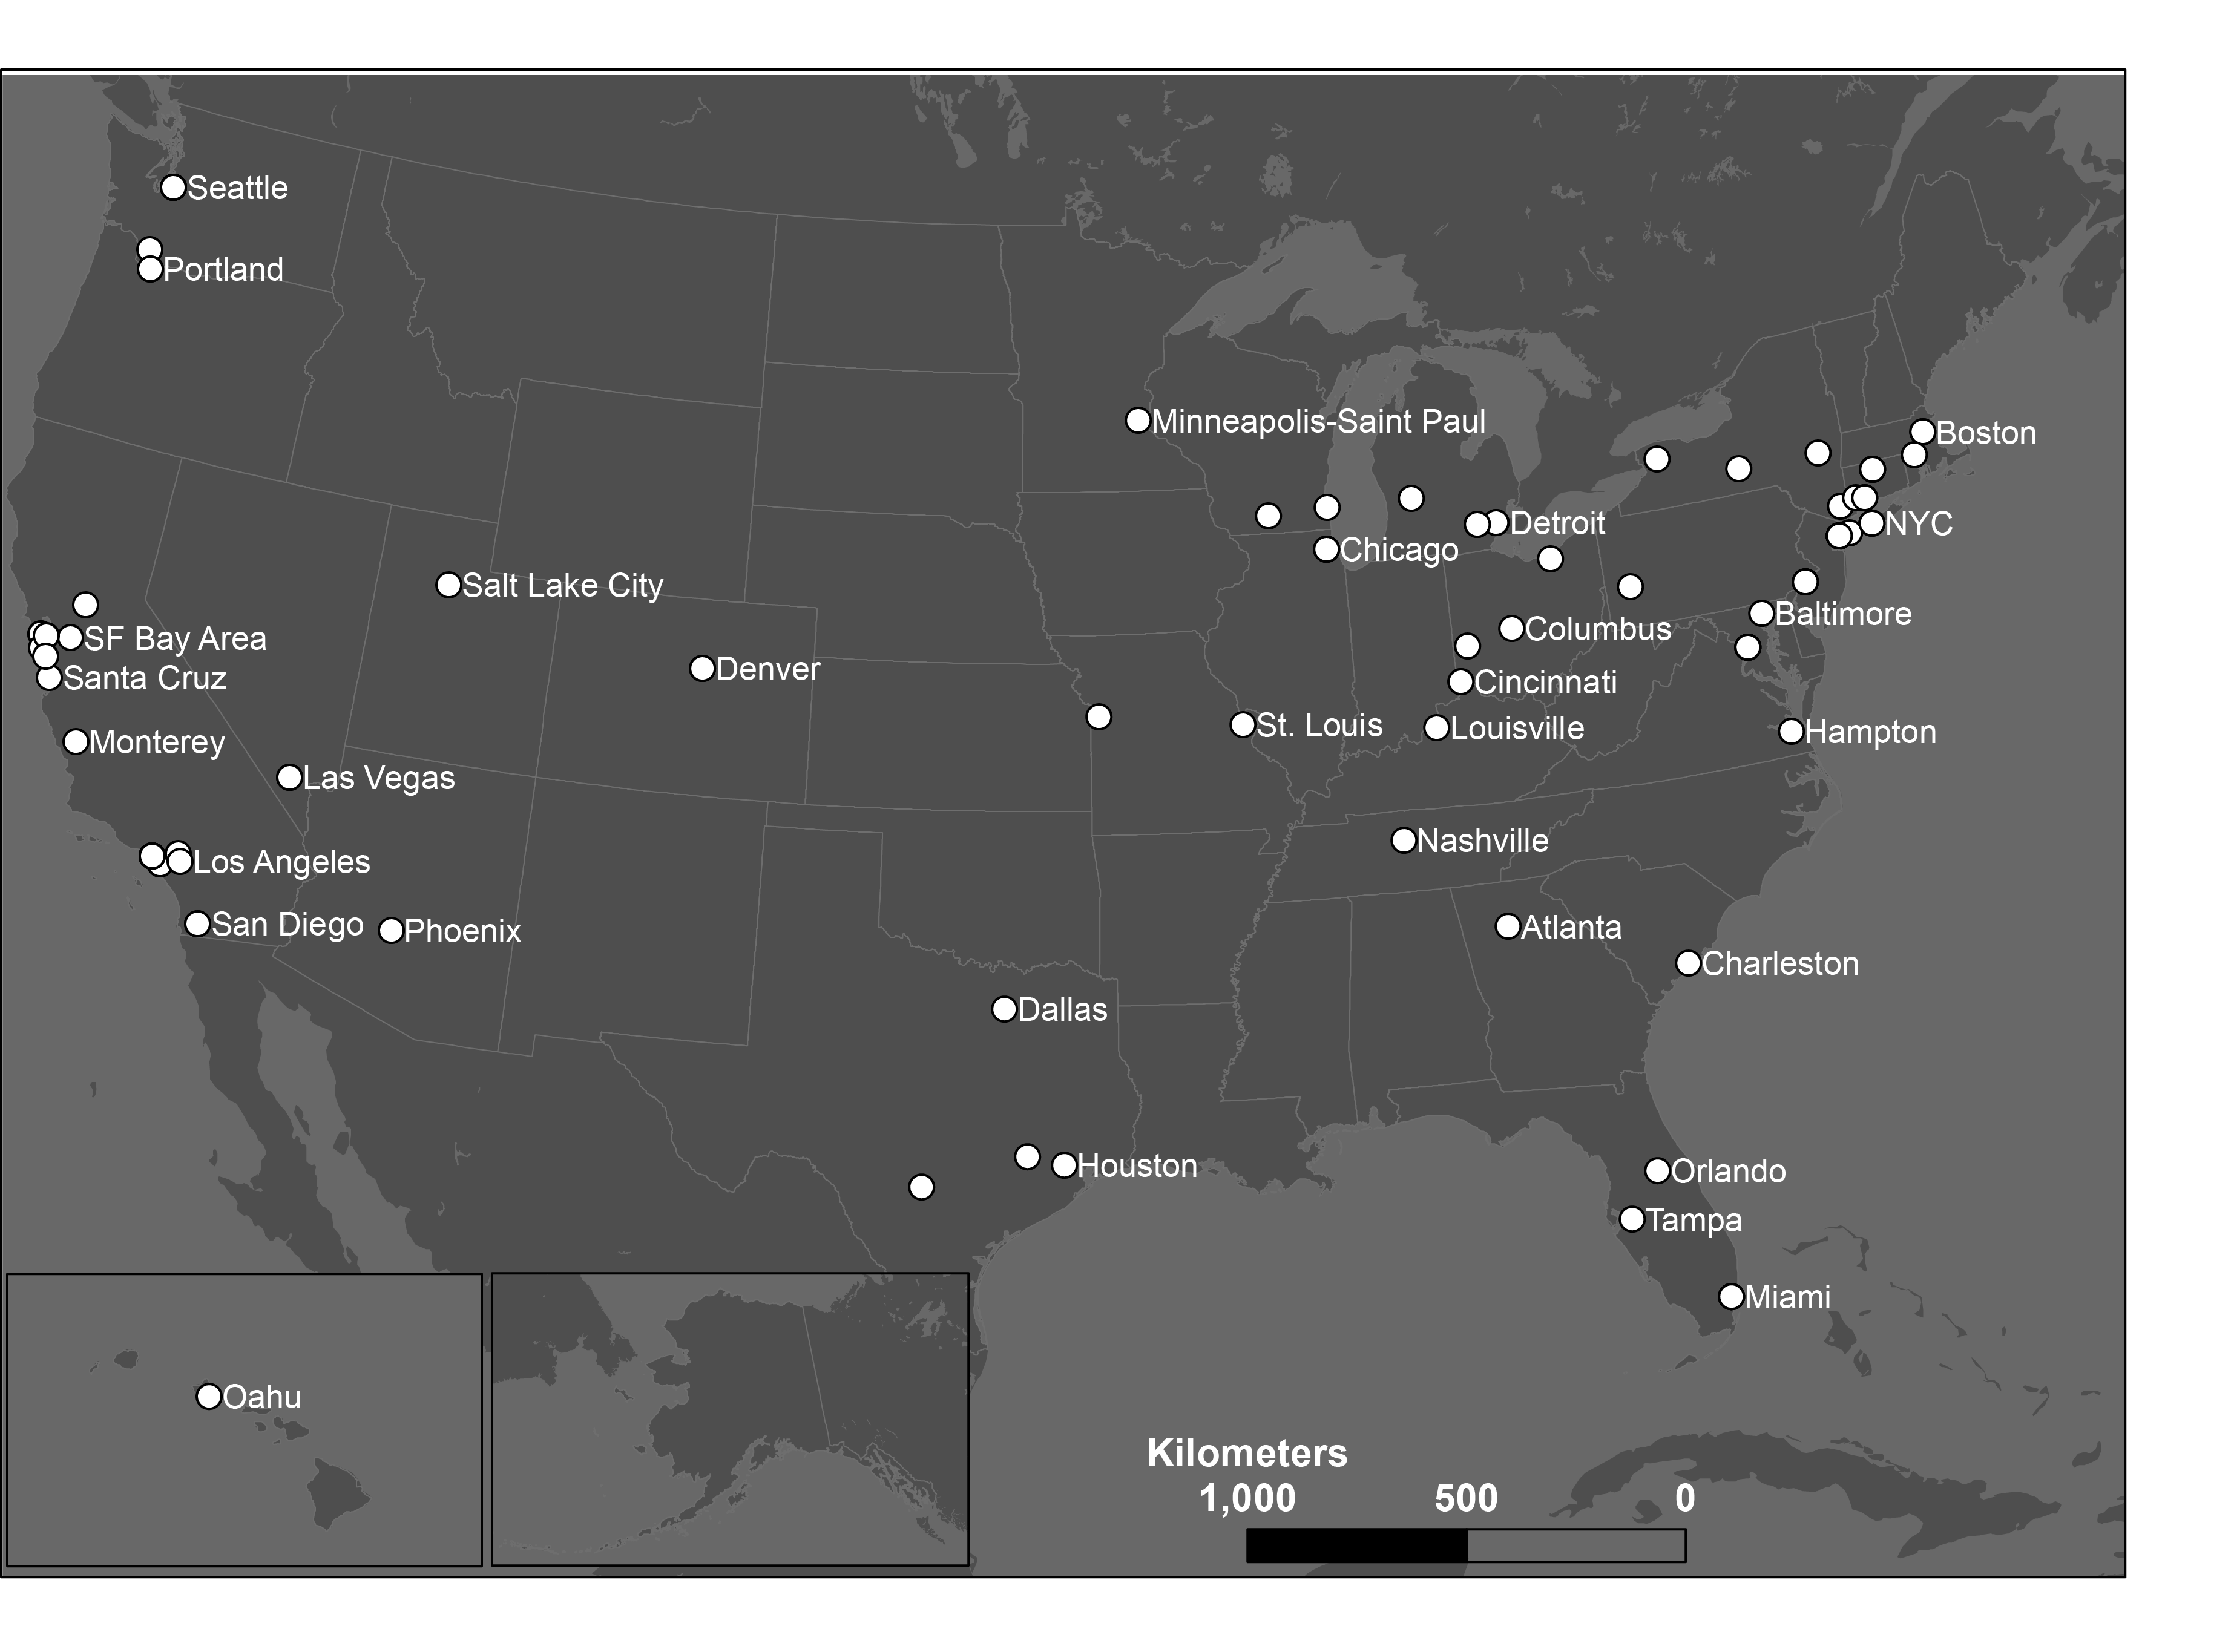 Seattle
Portland
Minneapolis-Saint Paul
Boston
Detroit
NYC
Chicago
Salt Lake City
Baltimore
Columbus
SF Bay Area
Denver
Santa Cruz
Cincinnati
St. Louis
Louisville
Hampton
Monterey
Las Vegas
Nashville
Los Angeles
San Diego
Phoenix
Atlanta
Charleston
Dallas
Houston
Orlando
Tampa
Miami
Oahu
Kilometers
1,000 500 0